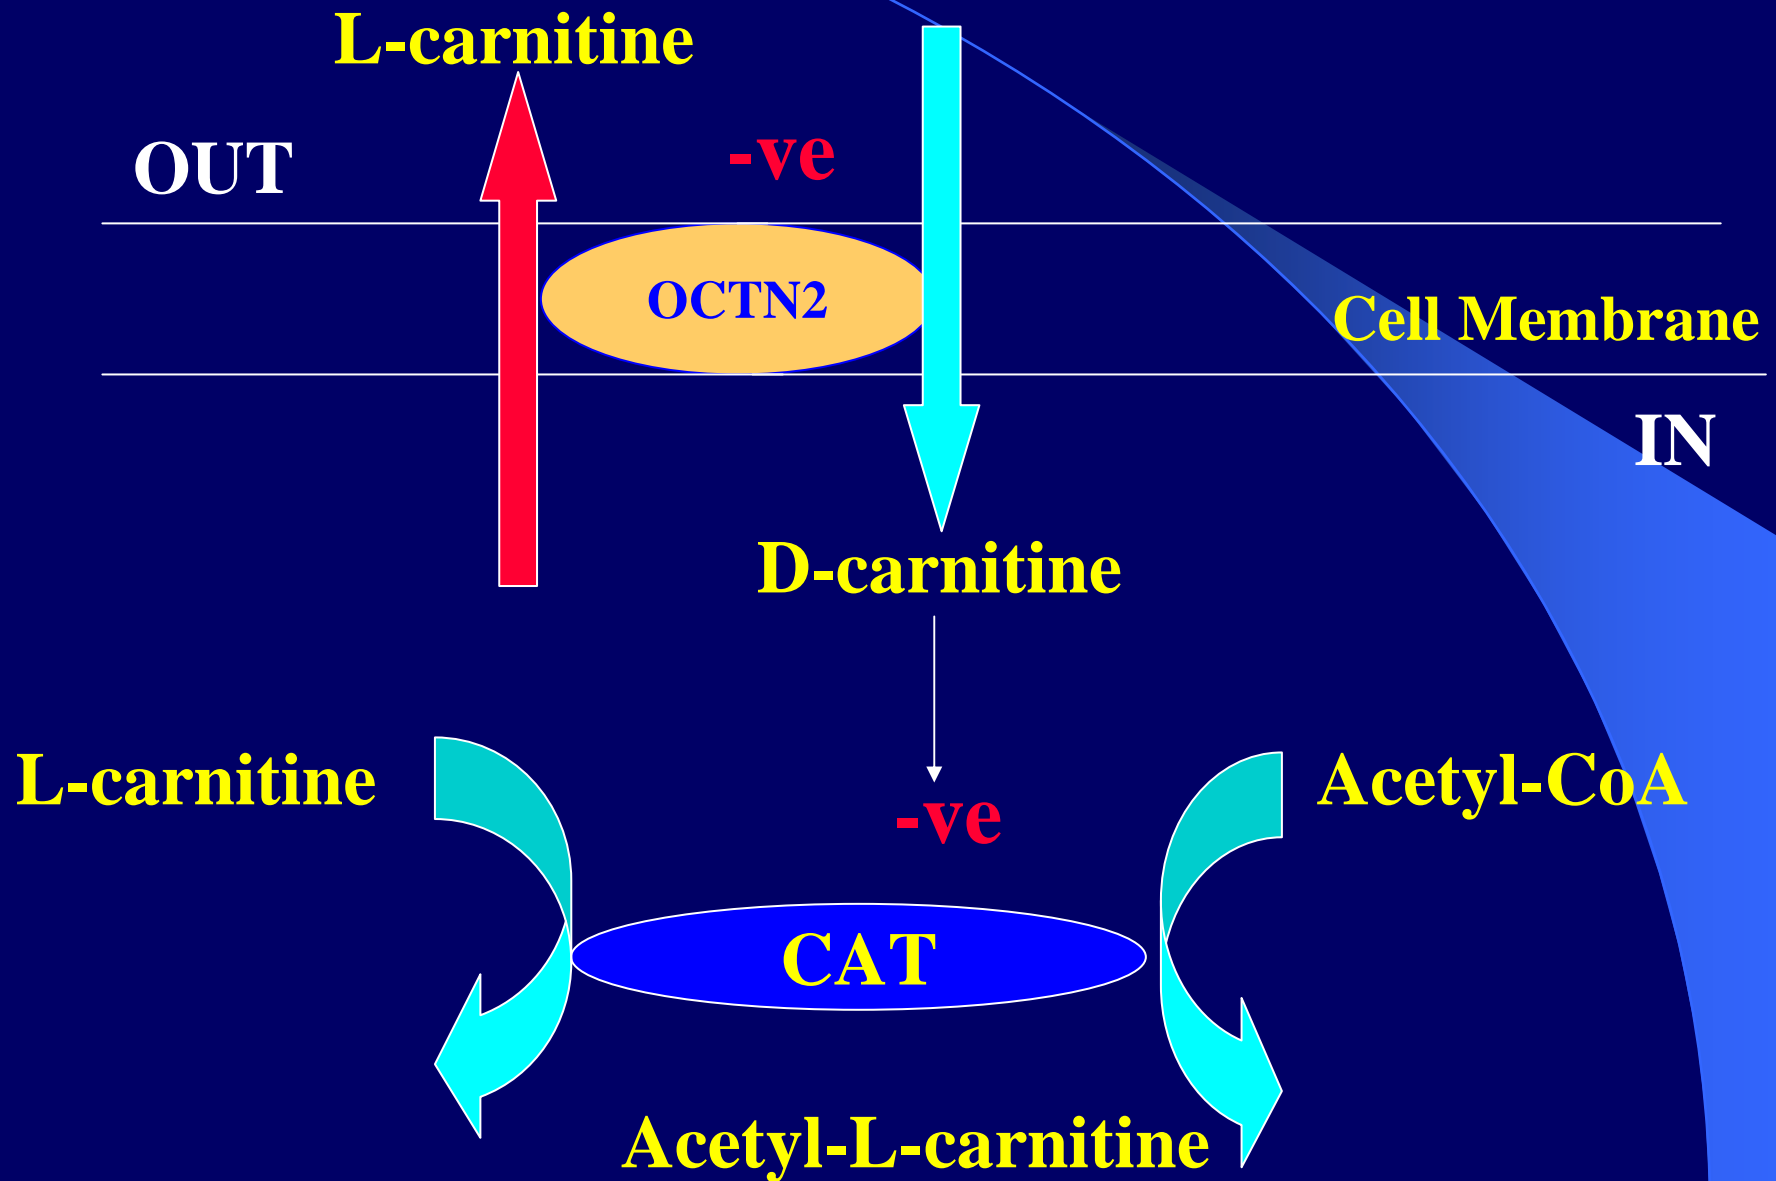 L-carnitine
OUT
-ve
OCTN2
Cell Membrane
IN
D-carnitine
L-carnitine
Acetyl-CoA
-ve
CAT
Acetyl-L-carnitine